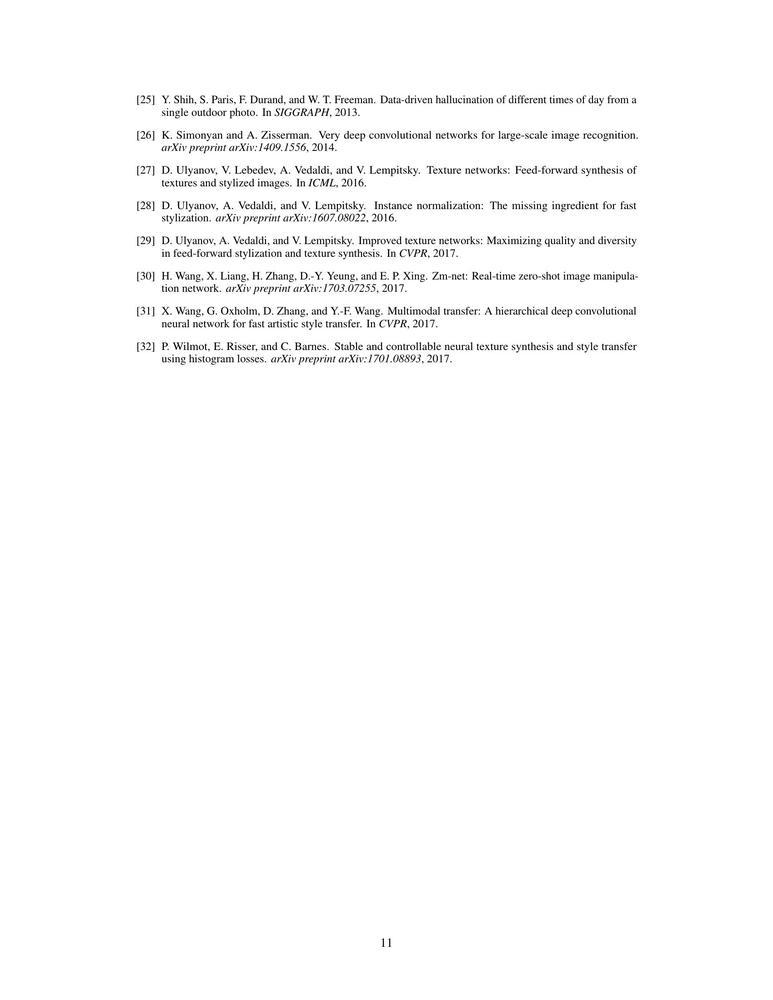 [25] Y. Shih, S. Paris, F. Durand, and W. T. Freeman. Data-driven hallucination of different times of day from a
single outdoor photo. In SIGGRAPH, 2013.
[26] K. Simonyan and A. Zisserman. Very deep convolutional networks for large-scale image recognition.
arXiv preprint arXiv:1409.1556, 2014.
[27] D. Ulyanov, V. Lebedev, A. Vedaldi, and V. Lempitsky. Texture networks: Feed-forward synthesis of
textures and stylized images. In ICML, 2016.
[28] D. Ulyanov, A. Vedaldi, and V. Lempitsky. Instance normalization: The missing ingredient for fast
stylization. arXiv preprint arXiv:1607.08022, 2016.
[29] D. Ulyanov, A. Vedaldi, and V. Lempitsky. Improved texture networks: Maximizing quality and diversity
in feed-forward stylization and texture synthesis. In CVPR, 2017.
[30] H. Wang, X. Liang, H. Zhang, D.-Y. Yeung, and E. P. Xing. Zm-net: Real-time zero-shot image manipula-
tion network. arXiv preprint arXiv:1703.07255, 2017.
[31] X. Wang, G. Oxholm, D. Zhang, and Y.-F. Wang. Multimodal transfer: A hierarchical deep convolutional
neural network for fast artistic style transfer. In CVPR, 2017.
[32] P. Wilmot, E. Risser, and C. Barnes. Stable and controllable neural texture synthesis and style transfer
using histogram losses. arXiv preprint arXiv:1701.08893, 2017.
11